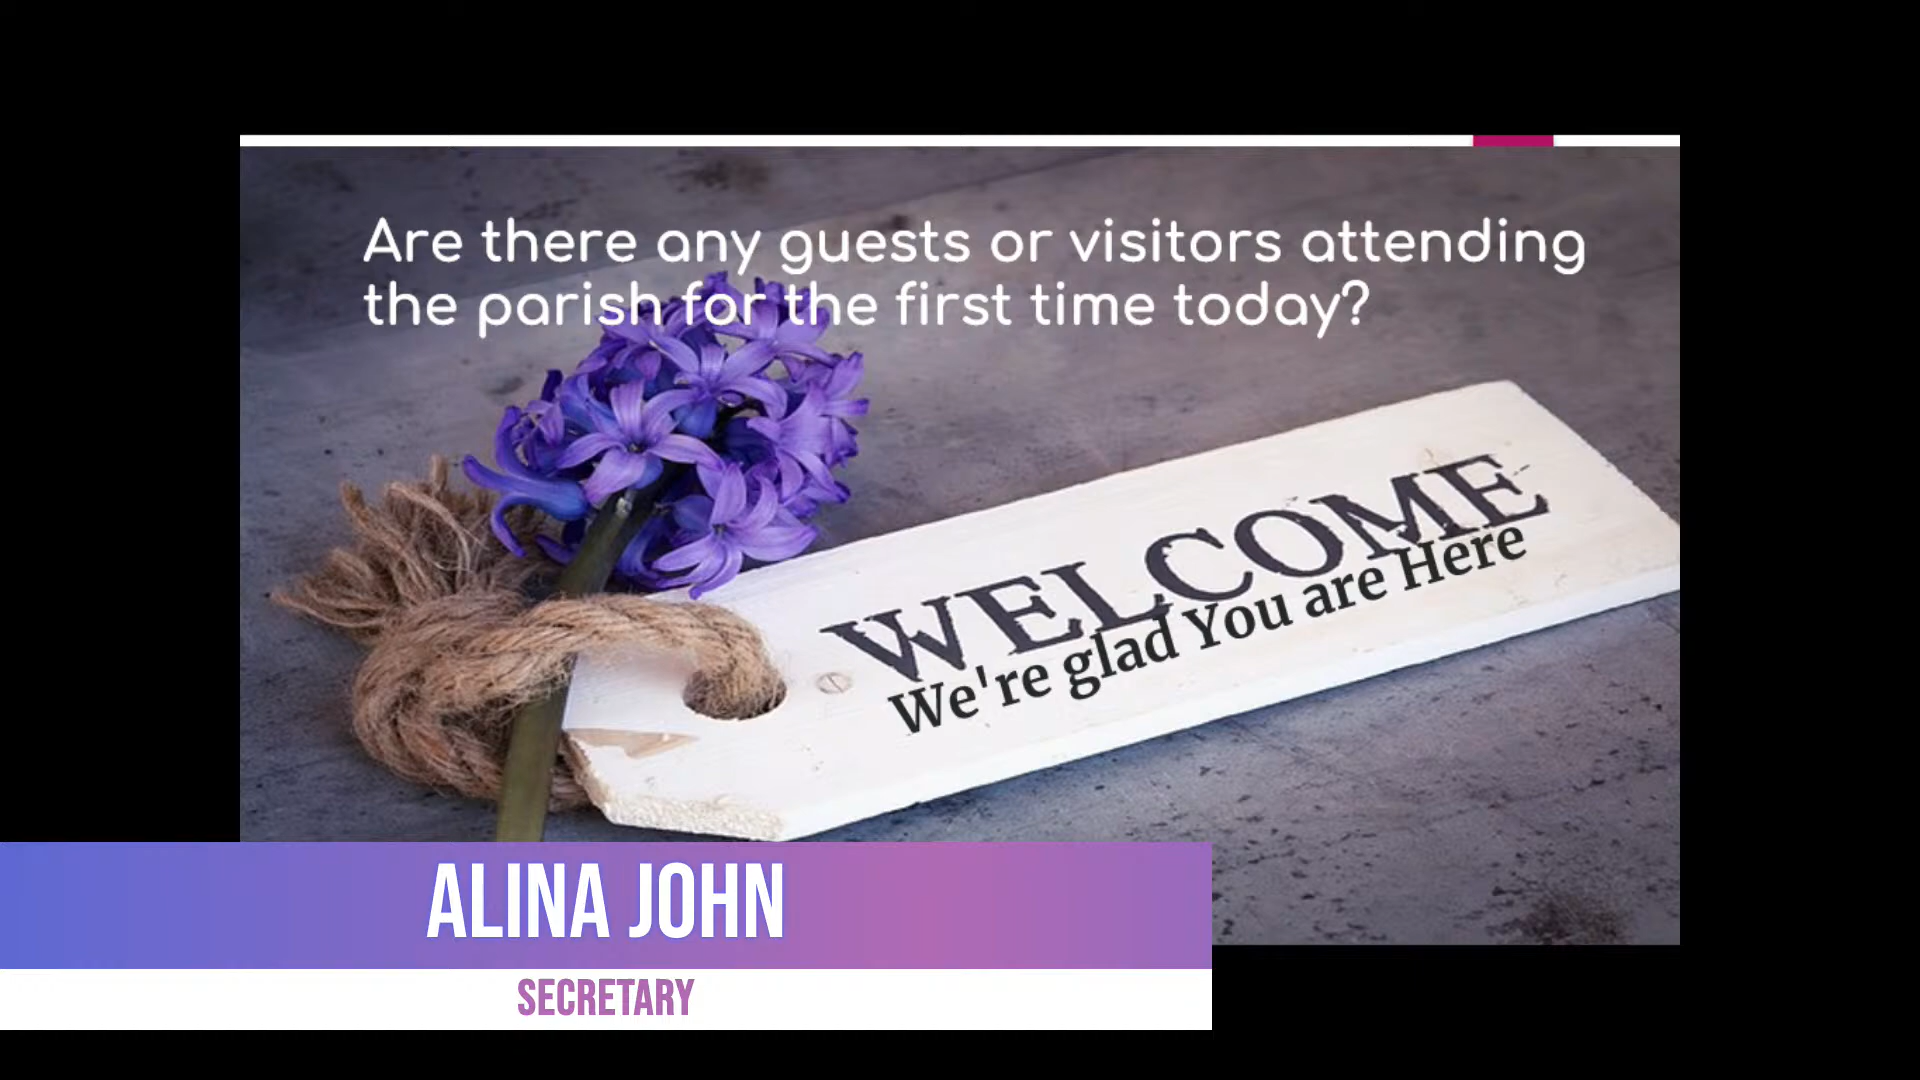 Are there any guests or visitors attending
the parish for the first time today?
WELCOME
We're glad You are Here
ALINA JOHN
SECRETARY